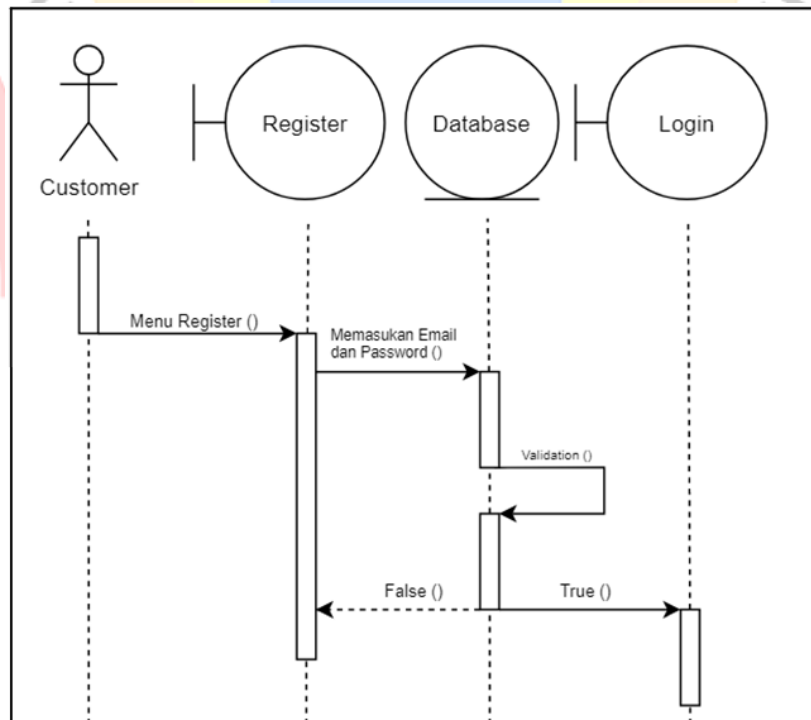 Register
Database
Login
Customer
Menu Register ()
Memasukan Email
dan Password ()
Validation ()
False ()
True ()